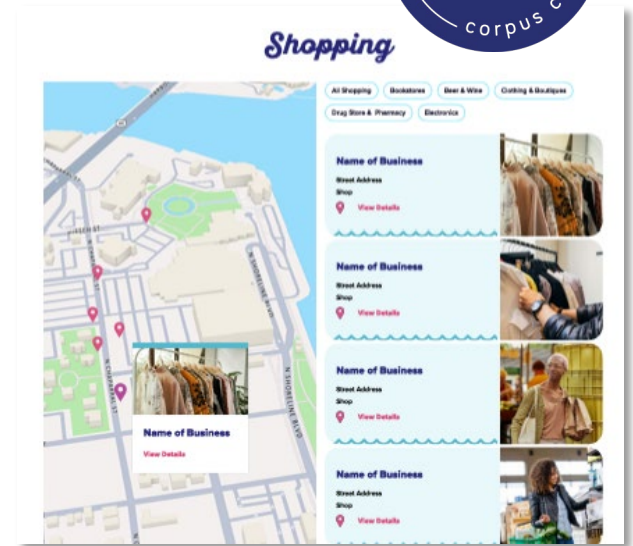 corpus c
Shopping
All Shopping
Bookstores
Beer & Wine
Clothing & Boutiques
Drug Store & Pharmacy
Electronics
Name of Business
Street Address
Shop
View Details
Name of Business
Street Address
Shop
View Details
Name of Business
Street Address
Shop
View Details
Name of Business
Street Address
Shop
View Details
N CHAPARRAL ST
N SHORELINE BLVD
N SHORELINE BLVD
N CHAPARRAL ST
Name of Business
View Details